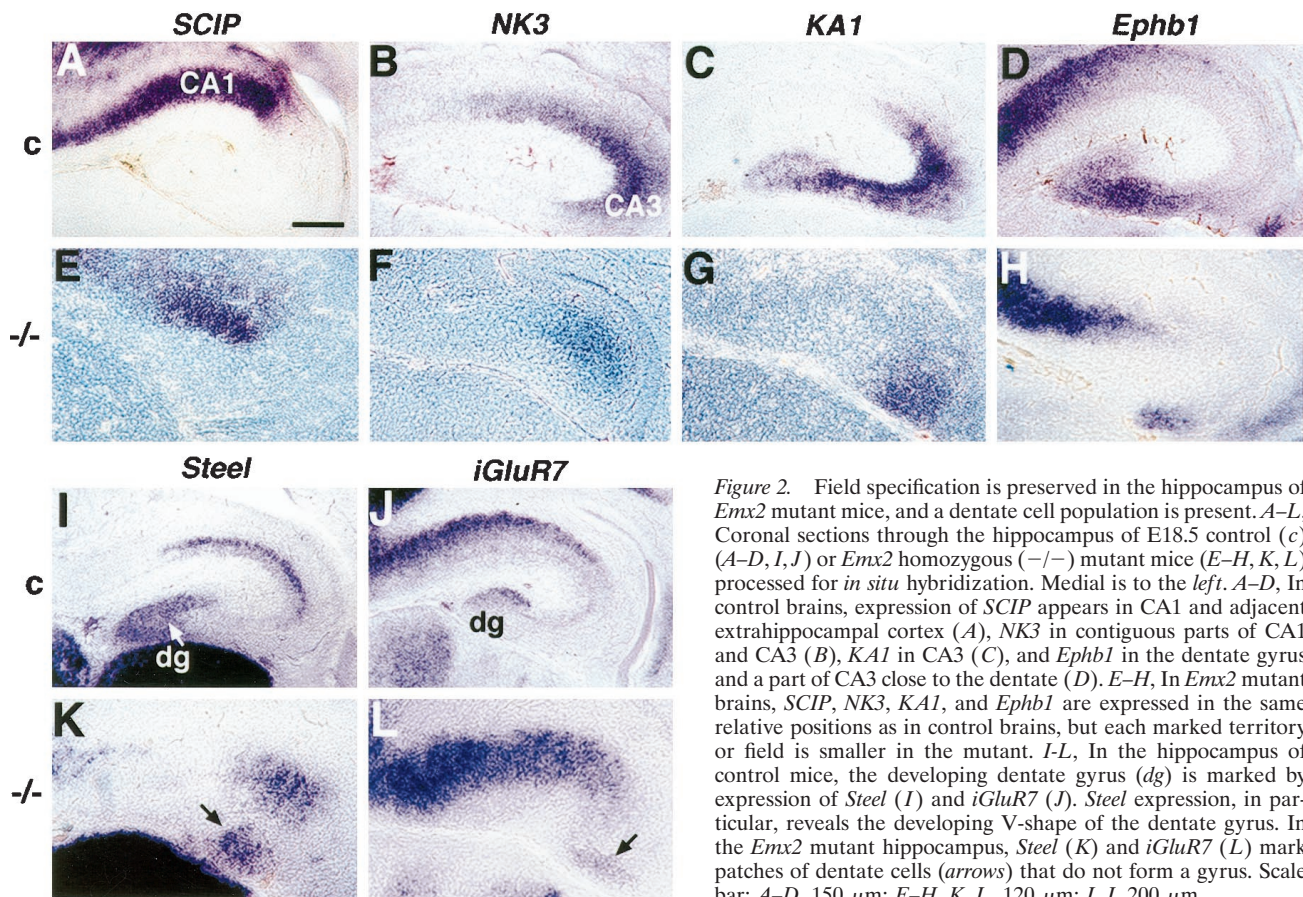 SCIP NK3 KA1 Ephb1
c
A CA1
B CA3
C
D
-/-
E
F
G
H
Steel iGluR7
c
I dg
J dg
-/-
K
L
Figure 2. Field specification is preserved in the hippocampus of
Emx2 mutant mice, and a dentate cell population is present. A–L,
Coronal sections through the hippocampus of E18.5 control (c)
(A–D, I, J) or Emx2 homozygous (−/−) mutant mice (E–H, K, L)
processed for in situ hybridization. Medial is to the left. A–D, In
control brains, expression of SCIP appears in CA1 and adjacent
extrahippocampal cortex (A), NK3 in contiguous parts of CA1
and CA3 (B), KA1 in CA3 (C), and Ephb1 in the dentate gyrus
and a part of CA3 close to the dentate (D). E–H, In Emx2 mutant
brains, SCIP, NK3, KA1, and Ephb1 are expressed in the same
relative positions as in control brains, but each marked territory
or field is smaller in the mutant. I-L, In the hippocampus of
control mice, the developing dentate gyrus (dg) is marked by
expression of Steel (I) and iGluR7 (J). Steel expression, in par-
ticular, reveals the developing V-shape of the dentate gyrus. In
the Emx2 mutant hippocampus, Steel (K) and iGluR7 (L) mark
patches of dentate cells (arrows) that do not form a gyrus. Scale
bar: A–D, 150 μm; E–H, K, L, 120 μm; I, J, 200 μm.